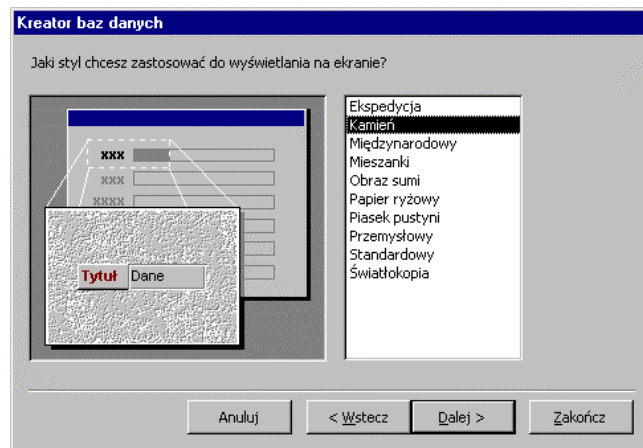 Kreator baz danych
Jaki styl chcesz zastosować do wyświetlania na ekranie?
xxx
xxx
xxxx
Tytuł Dane
Ekspedycja
Kamień
Międzynarodowy
Mieszanki
Obraz sumi
Papier ryżowy
Piasek pustyni
Przemysłowy
Standardowy
Światłokopia
Anuluj
< Wstecz
Dalej >
Zakończ